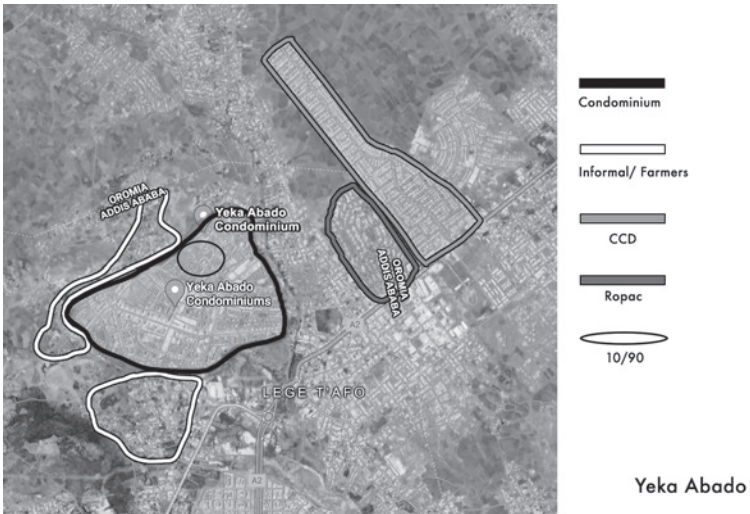 OROMIA
ADDIS ABABA
Yeka Abado
Condominium
Yeka Abado
Condominiums
OROMIA
ADDIS ABABA
A2
LEGE T'AFO
A2
Condominium
Informal/ Farmers
CCD
Ropac
10/90
Yeka Abado